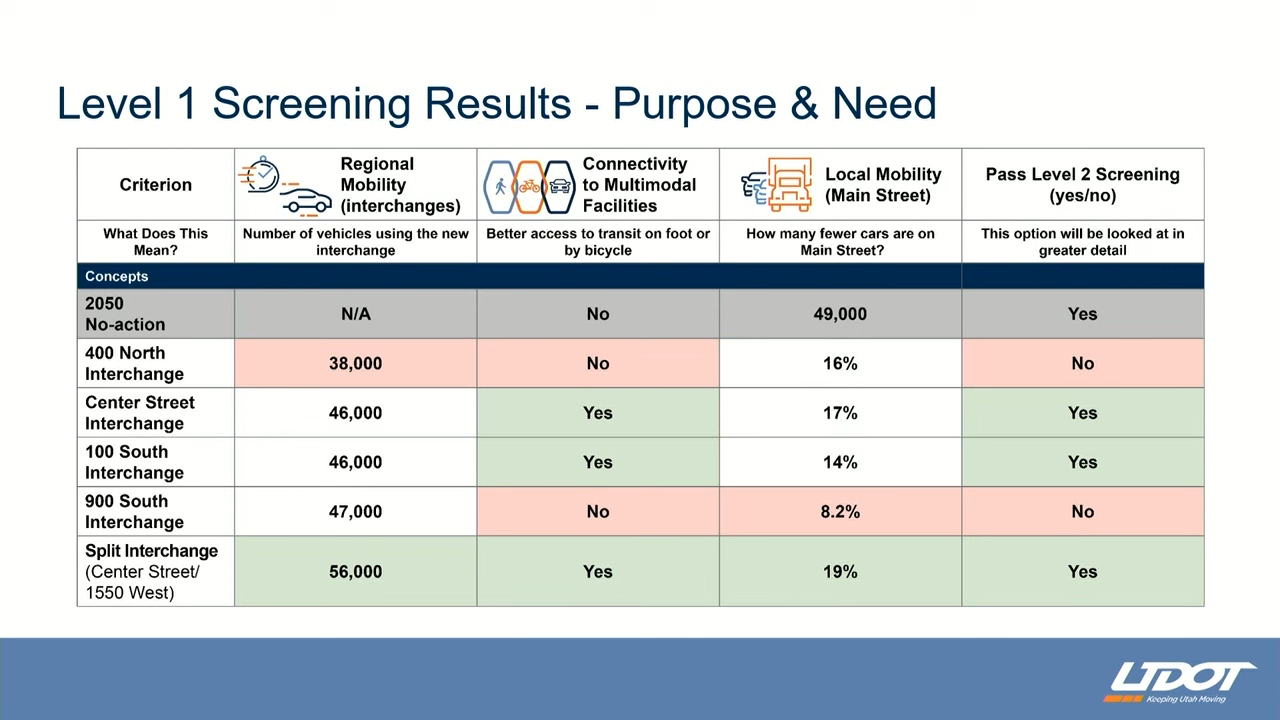 Level 1 Screening Results - Purpose & Need
Criterion
Regional
Mobility
(interchanges)
Connectivity
to Multimodal
Facilities
Local Mobility
(Main Street)
Pass Level 2 Screening
(yes/no)
What Does This
Mean?
Number of vehicles using the new
interchange
Better access to transit on foot or
by bicycle
How many fewer cars are on
Main Street?
This option will be looked at in
greater detail
Concepts
2050
No-action
N/A
No
49,000
Yes
400 North
Interchange
38,000
No
16%
No
Center Street
Interchange
46,000
Yes
17%
Yes
100 South
Interchange
46,000
Yes
14%
Yes
900 South
Interchange
47,000
No
8.2%
No
Split Interchange
(Center Street/
1550 West)
56,000
Yes
19%
Yes
UDOT
Keeping Utah Moving